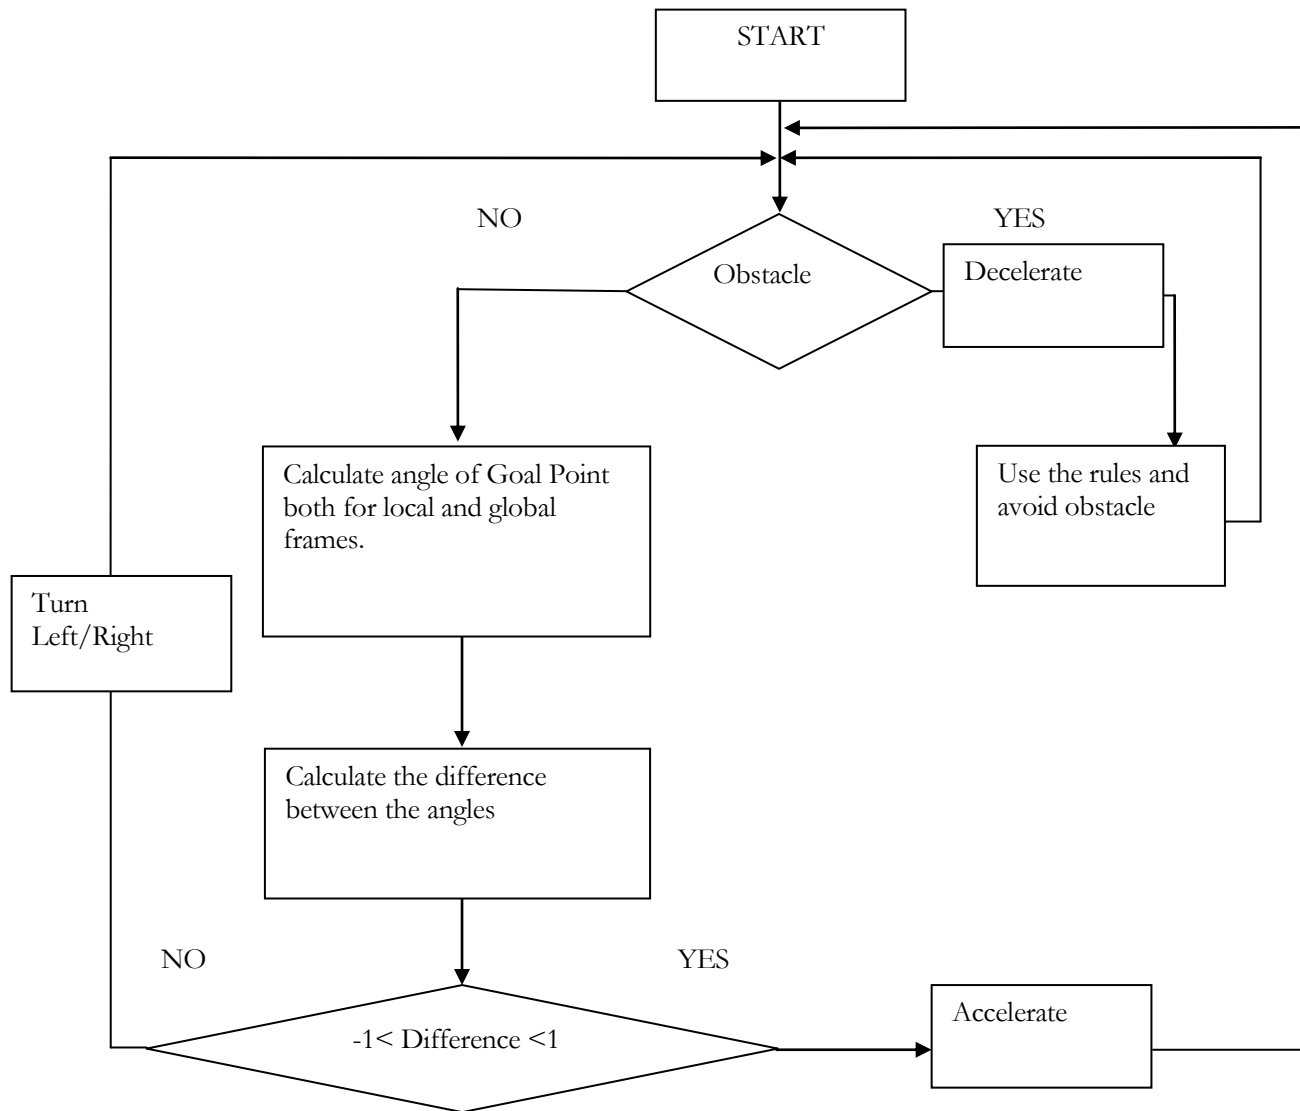 START
NO
YES
Obstacle
Decelerate
Calculate angle of Goal Point
both for local and global
frames.
Use the rules and
avoid obstacle
Turn
Left/Right
Calculate the difference
between the angles
NO
YES
-1< Difference <1
Accelerate